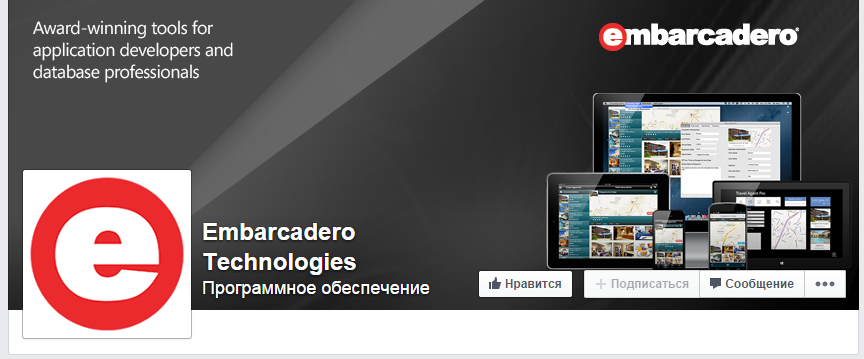 Award-winning tools for
application developers and
database professionals
embarcadero®
Travel Agent Pro
e
Embarcadero
Technologies
Программное обеспечение
Нравится
+ Подписаться
Сообщение